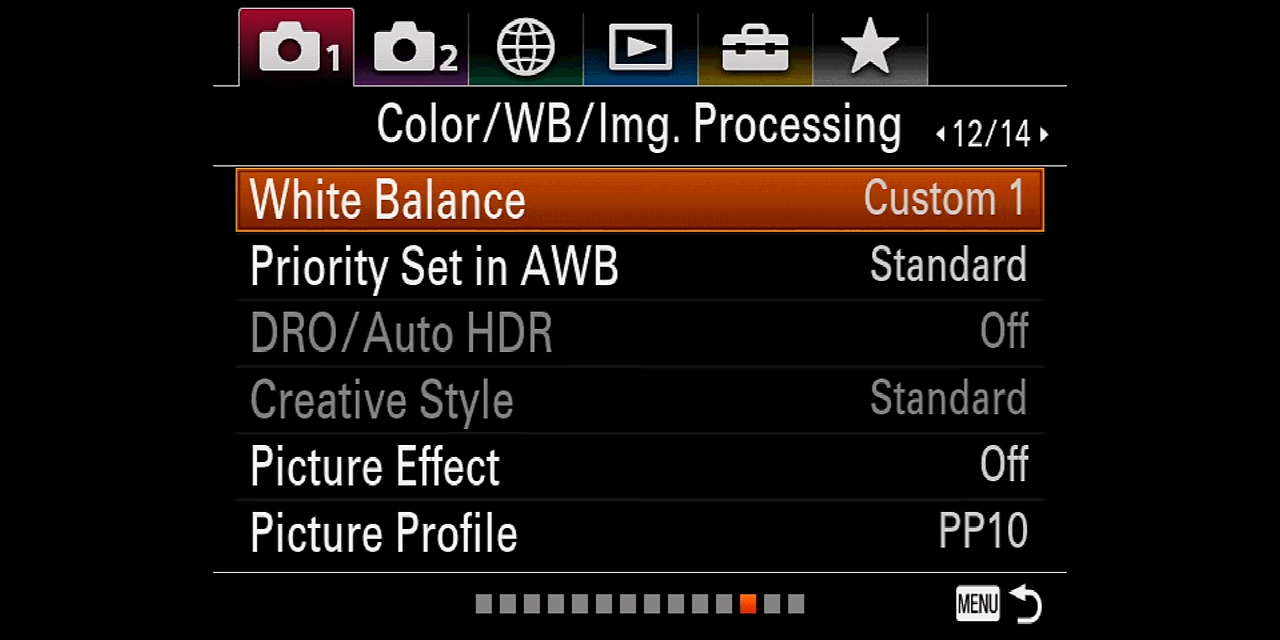 1 2
Color/WB/Img. Processing 12/14
White Balance Custom 1
Priority Set in AWB Standard
DRO/Auto HDR Off
Creative Style Standard
Picture Effect Off
Picture Profile PP10
MENU